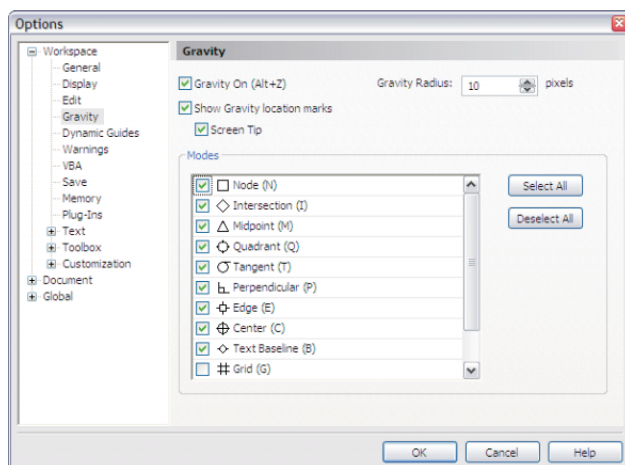 Options
Workspace
General
Display
Edit
Gravity
Dynamic Guides
Warnings
VBA
Save
Memory
Plug-Ins
Text
Toolbox
Customization
Document
Global
Gravity
Gravity On (Alt+Z)
Gravity Radius: 10 pixels
Show Gravity location marks
Screen Tip
Modes
Node (N)
Intersection (I)
Midpoint (M)
Quadrant (Q)
Tangent (T)
Perpendicular (P)
Edge (E)
Center (C)
Text Baseline (B)
Grid (G)
Select All
Deselect All
OK Cancel Help